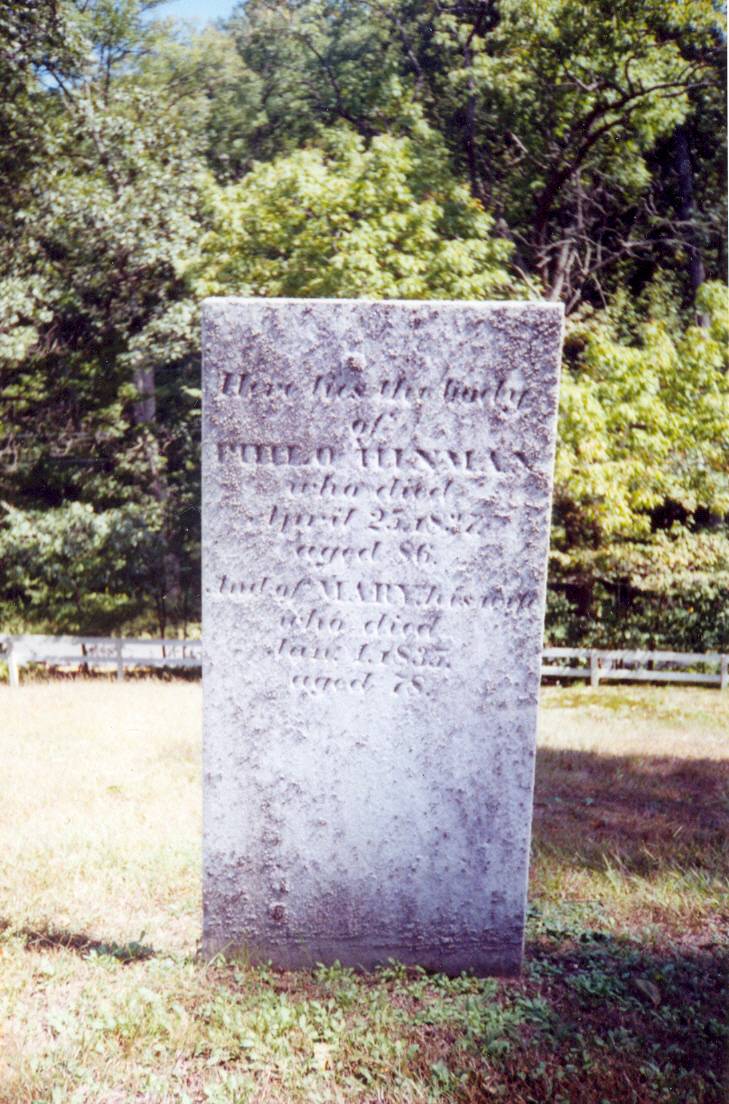 Here lies the body
of
PHILO HINMAN
who died
April 25, 1837.
aged 86.
And of MARY, his wife
who died
Jan. 1, 1835.
aged 78.